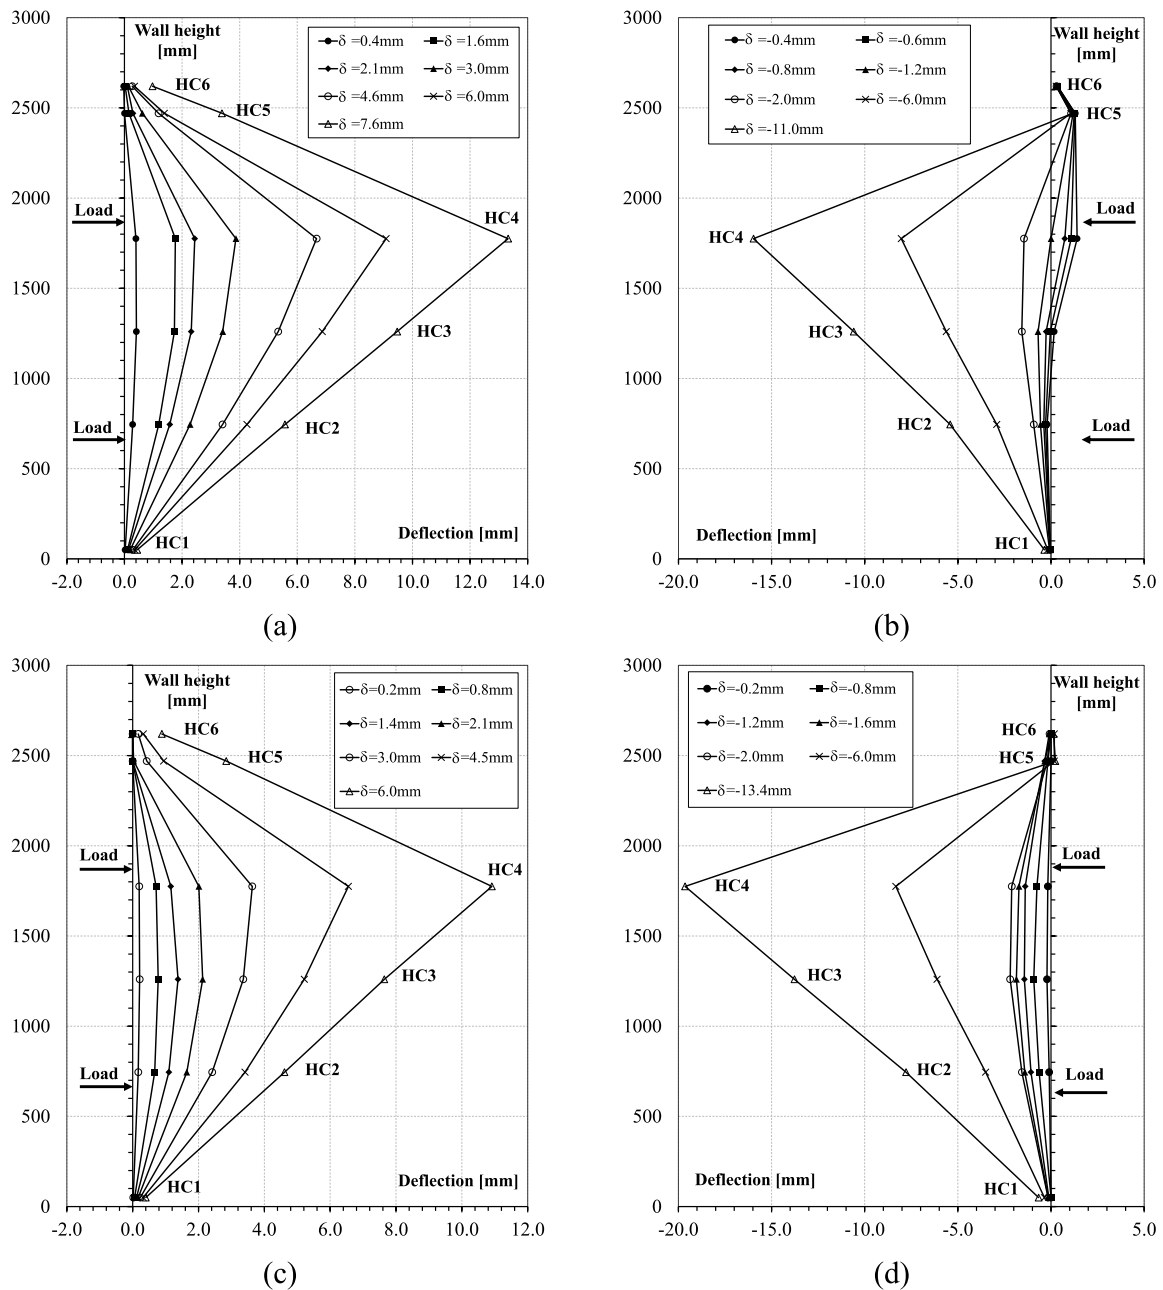 3000
2500
2000
1500
1000
500
0
-2.0 0.0 2.0 4.0 6.0 8.0 10.0 12.0 14.0
Wall height
[mm]
δ =0.4mm δ =1.6mm
δ =2.1mm δ =3.0mm
δ =4.6mm δ =6.0mm
δ =7.6mm
HC6
HC5
HC4
HC3
HC2
HC1
Load
Load
Deflection [mm]
(a)
3000
2500
2000
1500
1000
500
0
-20.0 -15.0 -10.0 -5.0 0.0 5.0
Wall height
[mm]
δ =-0.4mm δ =-0.6mm
δ =-0.8mm δ =-1.2mm
δ =-2.0mm δ =-6.0mm
δ =-11.0mm
HC6
HC5
HC4
HC3
HC2
HC1
Load
Load
Deflection [mm]
(b)
3000
2500
2000
1500
1000
500
0
-2.0 0.0 2.0 4.0 6.0 8.0 10.0 12.0
Wall height
[mm]
δ=0.2mm δ=0.8mm
δ=1.4mm δ=2.1mm
δ=3.0mm δ=4.5mm
δ=6.0mm
HC6
HC5
HC4
HC3
HC2
HC1
Load
Load
Deflection [mm]
(c)
3000
2500
2000
1500
1000
500
0
-20.0 -15.0 -10.0 -5.0 0.0 5.0
Wall height
[mm]
δ=-0.2mm δ=-0.8mm
δ=-1.2mm δ=-1.6mm
δ=-2.0mm δ=-6.0mm
δ=-13.4mm
HC6
HC5
HC4
HC3
HC2
HC1
Load
Load
Deflection [mm]
(d)